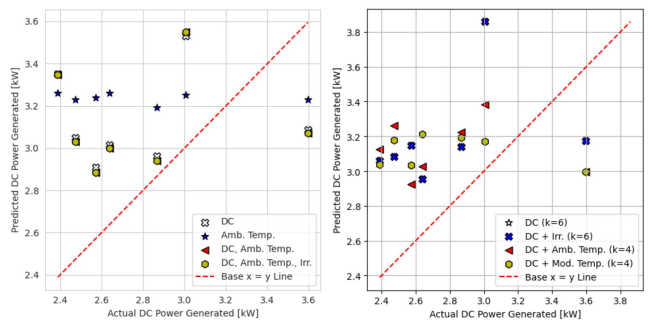 3.6
3.4
3.2
3.0
2.8
2.6
2.4
Predicted DC Power Generated [kW]
2.4 2.6 2.8 3.0 3.2 3.4 3.6
Actual DC Power Generated [kW]
DC
Amb. Temp.
DC, Amb. Temp.
DC, Amb. Temp., Irr.
Base x = y Line
3.8
3.6
3.4
3.2
3.0
2.8
2.6
2.4
Predicted DC Power Generated [kW]
2.4 2.6 2.8 3.0 3.2 3.4 3.6 3.8
Actual DC Power Generated [kW]
DC (k=6)
DC + Irr. (k=6)
DC + Amb. Temp. (k=4)
DC + Mod. Temp. (k=4)
Base x = y Line